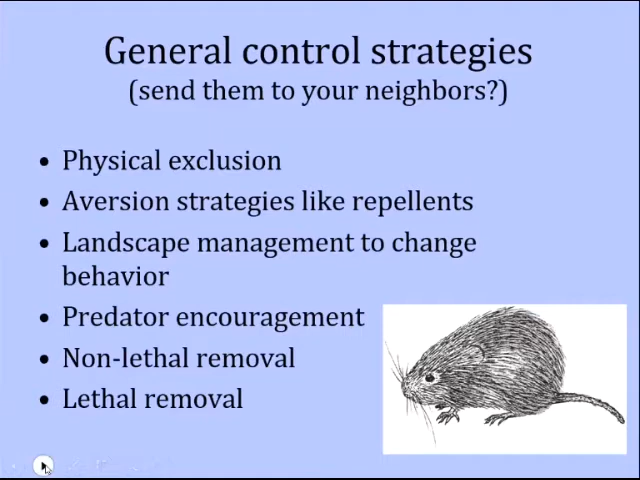 General control strategies
(send them to your neighbors?)
• Physical exclusion
• Aversion strategies like repellents
• Landscape management to change
behavior
• Predator encouragement
• Non-lethal removal
• Lethal removal